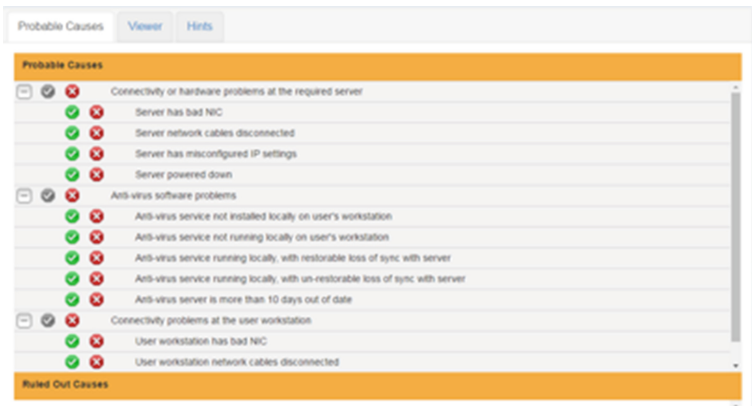 Probable Causes Viewer Hints
Probable Causes
Connectivity or hardware problems at the required server
Server has bad NIC
Server network cables disconnected
Server has misconfigured IP settings
Server powered down
Anti-virus software problems
Anti-virus service not installed locally on user's workstation
Anti-virus service not running locally on user's workstation
Anti-virus service running locally, with restorable loss of sync with server
Anti-virus service running locally, with un-restorable loss of sync with server
Anti-virus server is more than 10 days out of date
Connectivity problems at the user workstation
User workstation has bad NIC
User workstation network cables disconnected
Ruled Out Causes